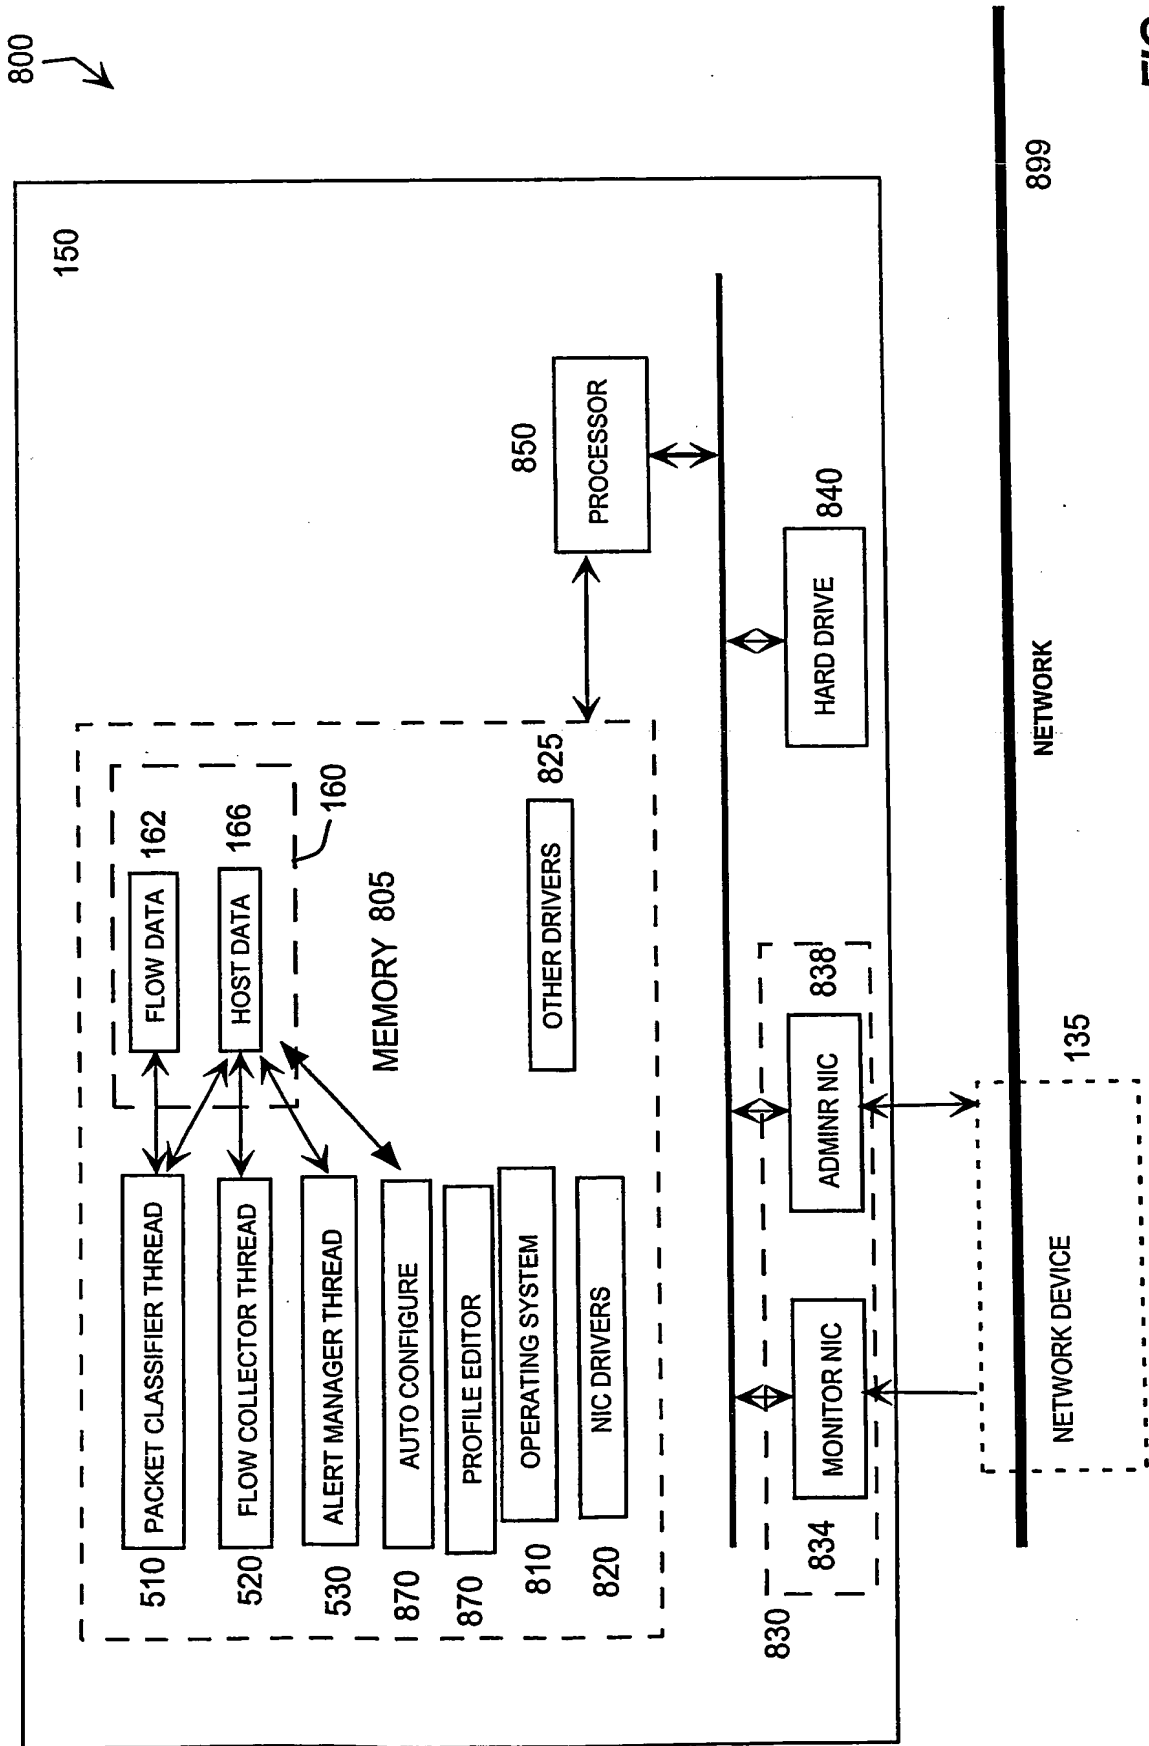 800
150
510 PACKET CLASSIFIER THREAD
FLOW DATA 162
520 FLOW COLLECTOR THREAD
HOST DATA 166
160
530 ALERT MANAGER THREAD
MEMORY 805
870 AUTO CONFIGURE
870 PROFILE EDITOR
810 OPERATING SYSTEM
OTHER DRIVERS 825
820 NIC DRIVERS
850
PROCESSOR
830
834 MONITOR NIC
ADMINR NIC 838
HARD DRIVE 840
NETWORK DEVICE
135
NETWORK
899